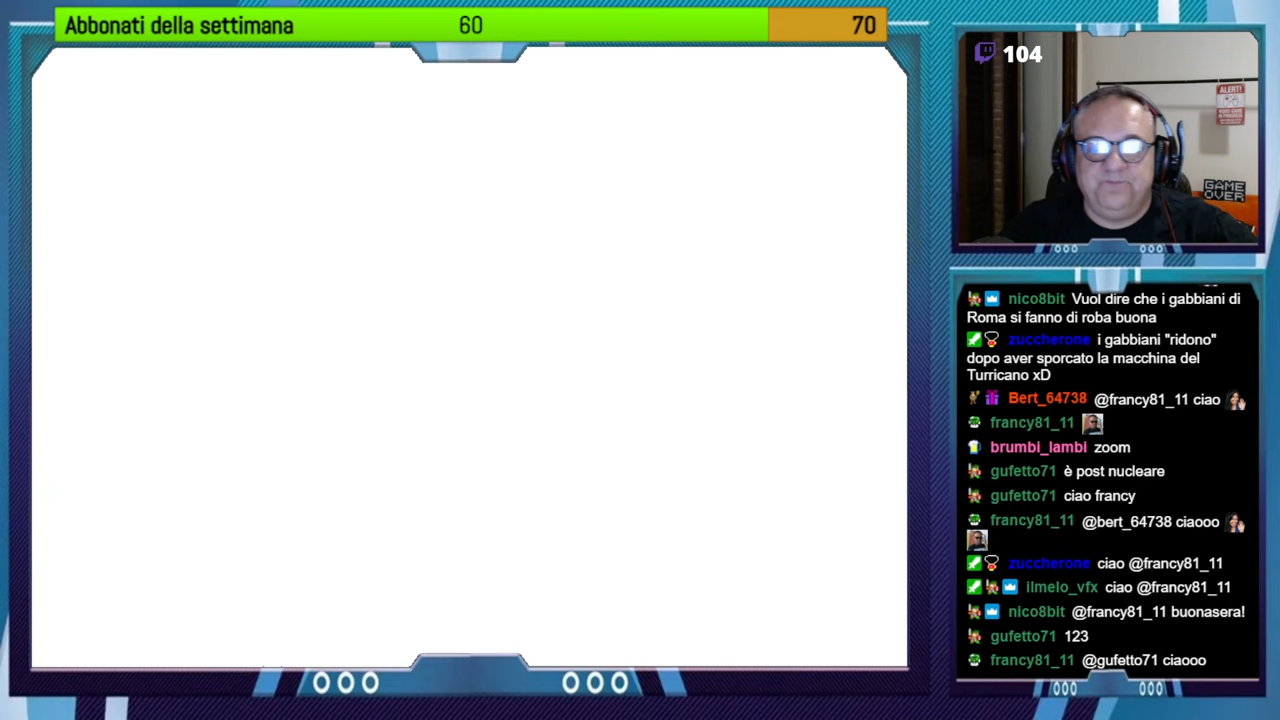 Abbonati della settimana 60 70
104
ALERT!
GAME
OVER
nico8bit Vuol dire che i gabbiani di
Roma si fanno di roba buona
zuccherone i gabbiani "ridono"
dopo aver sporcato la macchina del
Turricano xD
Bert_64738 @francy81_11 ciao
francy81_11
brumbi_lambi zoom
gufetto71 è post nucleare
gufetto71 ciao francy
francy81_11 @bert_64738 ciaooo
zuccherone ciao @francy81_11
ilmelo_vfx ciao @francy81_11
nico8bit @francy81_11 buonasera!
gufetto71 123
francy81_11 @gufetto71 ciaooo